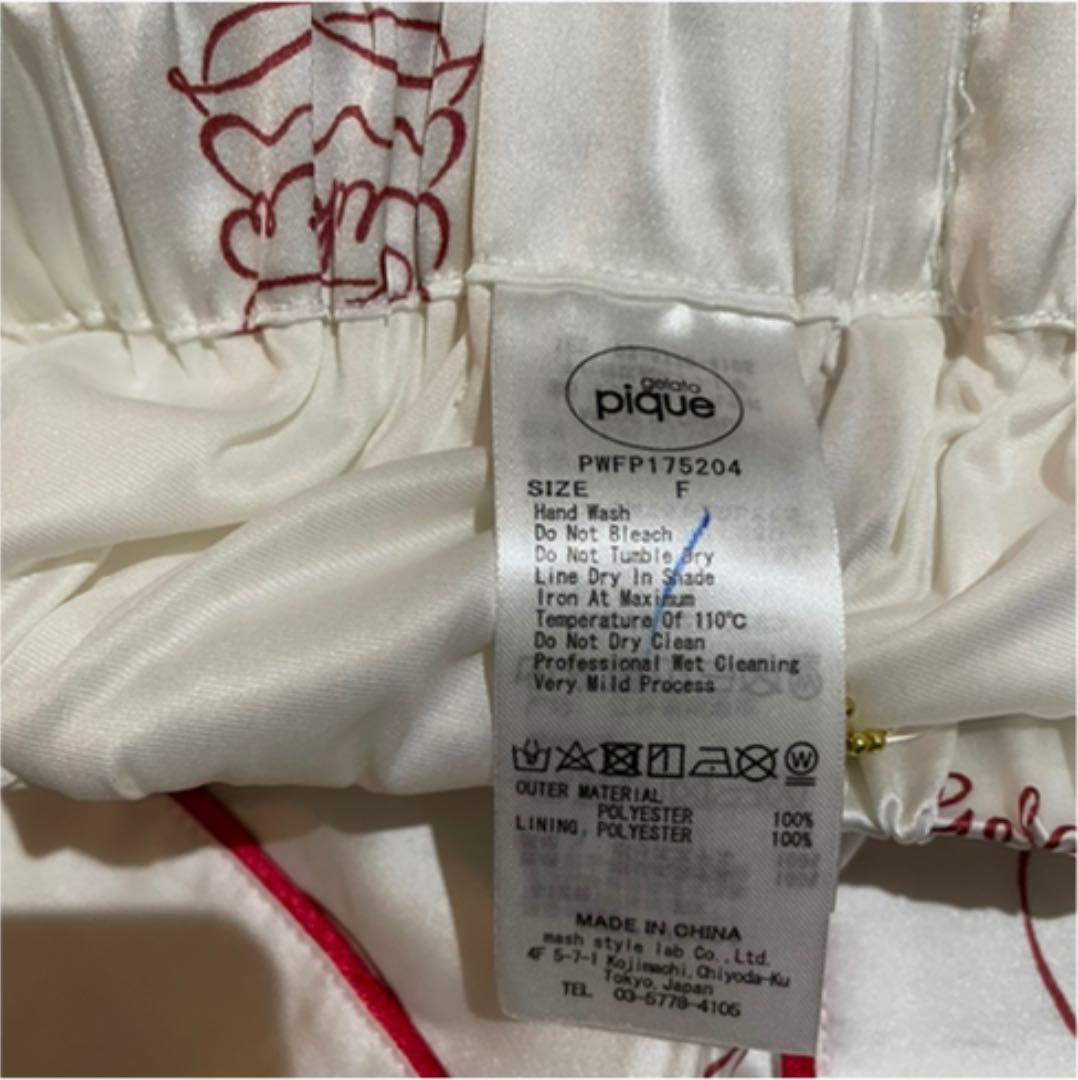 gelato
pique
PWFP175204
SIZE F
Hand Wash
Do Not Bleach
Do Not Tumble Dry
Line Dry In Shade
Iron At Maximum
Temperature Of 110℃
Do Not Dry Clean
Professional Wet Cleaning
Very Mild Process
W
OUTER MATERIAL
POLYESTER 100%
LINING, POLYESTER 100%
MADE IN CHINA
mash style lab Co.,Ltd.
4F 5-7-1 Kojimachi, Chiyoda-Ku
Tokyo, Japan
TEL 03-5778-4105